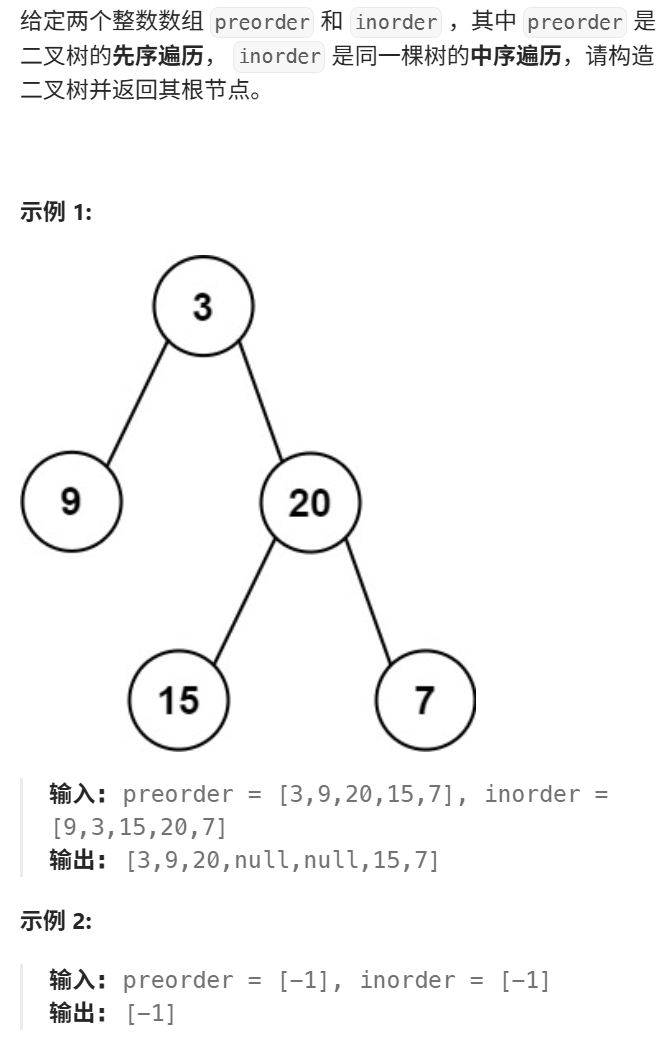 给定两个整数数组 preorder 和 inorder ，其中 preorder 是
二叉树的先序遍历， inorder 是同一棵树的中序遍历，请构造
二叉树并返回其根节点。
示例 1:
3
9
20
15
7
输入: preorder = [3,9,20,15,7], inorder =
[9,3,15,20,7]
输出: [3,9,20,null,null,15,7]
示例 2:
输入: preorder = [−1], inorder = [−1]
输出: [−1]